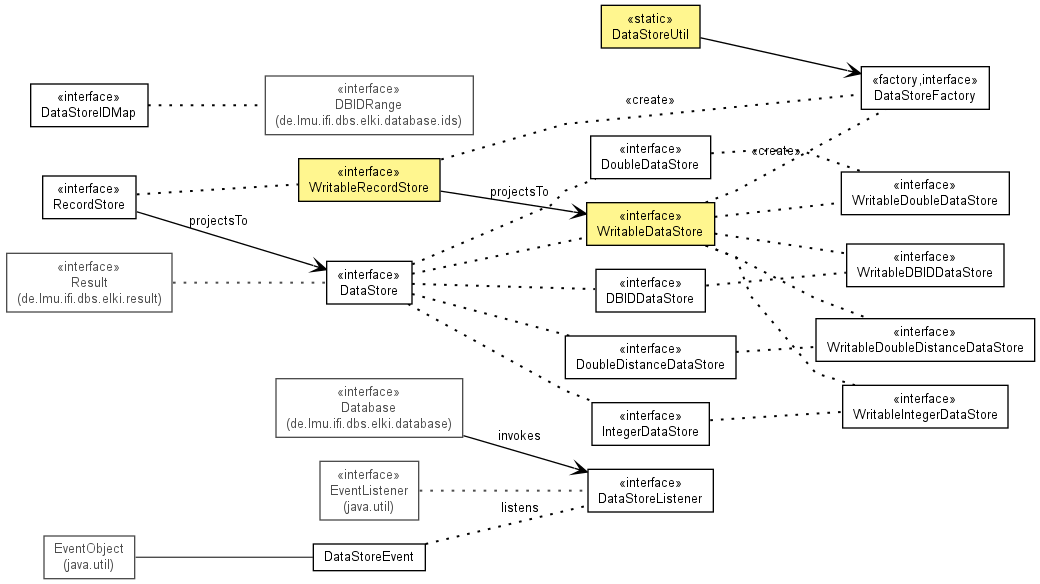 «static»
DataStoreUtil
«factory,interface»
DataStoreFactory
«interface»
DataStoreIDMap
«interface»
DBIDRange
(de.lmu.ifi.dbs.elki.database.ids)
«create»
«interface»
DoubleDataStore
«create»
«interface»
WritableRecordStore
projectsTo
«interface»
RecordStore
projectsTo
«interface»
WritableDoubleDataStore
«interface»
WritableDataStore
«interface»
Result
(de.lmu.ifi.dbs.elki.result)
«interface»
DataStore
«interface»
DBIDDataStore
«interface»
WritableDBIDDataStore
«interface»
DoubleDistanceDataStore
«interface»
WritableDoubleDistanceDataStore
«interface»
Database
(de.lmu.ifi.dbs.elki.database)
invokes
«interface»
IntegerDataStore
«interface»
WritableIntegerDataStore
«interface»
EventListener
(java.util)
«interface»
DataStoreListener
listens
EventObject
(java.util)
DataStoreEvent